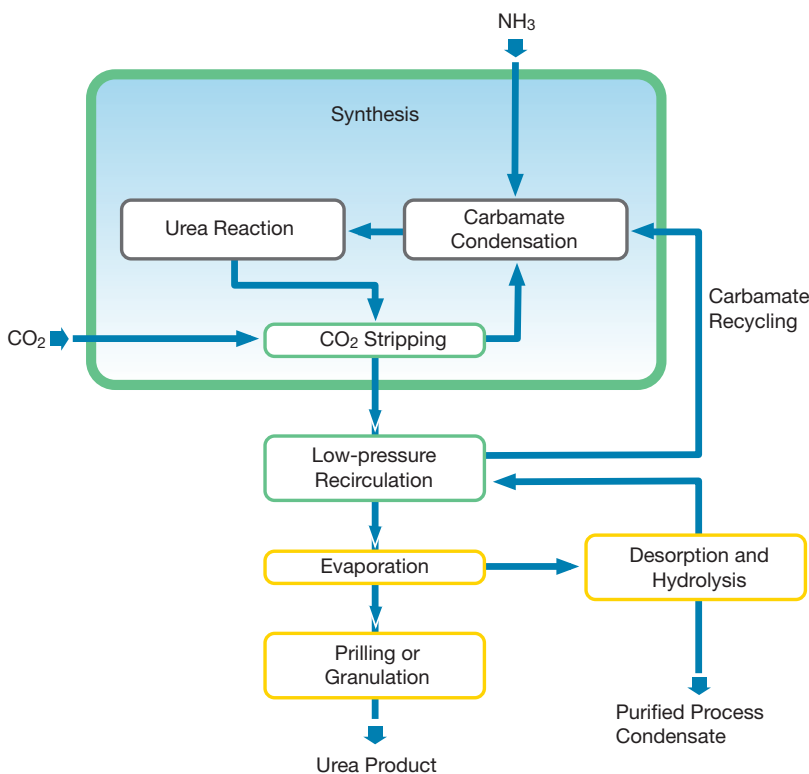 NH₃
Synthesis
Urea Reaction
Carbamate
Condensation
Carbamate
Recycling
CO₂
CO₂ Stripping
Low-pressure
Recirculation
Evaporation
Desorption and
Hydrolysis
Prilling or
Granulation
Purified Process
Condensate
Urea Product